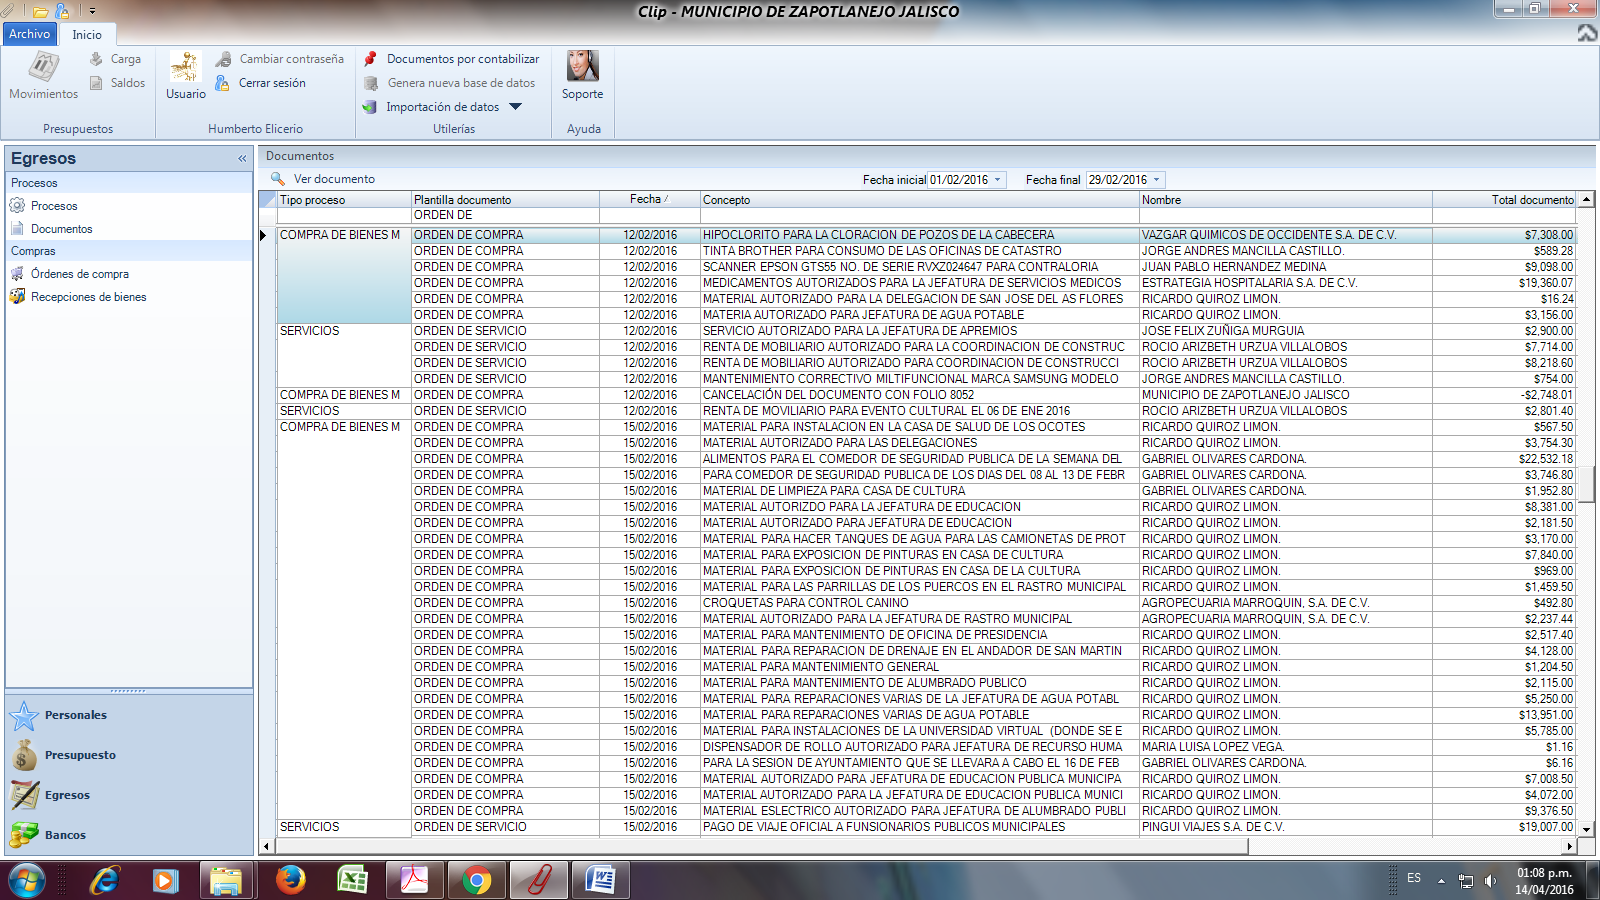 Clip - MUNICIPIO DE ZAPOTLANEJO JALISCO
Archivo Inicio
Movimientos
Carga
Saldos
Presupuestos
Usuario
Cambiar contraseña
Cerrar sesión
Humberto Elicerio
Documentos por contabilizar
Genera nueva base de datos
Importación de datos
Utilerías
Soporte
Ayuda
Egresos «
Procesos
Procesos
Documentos
Compras
Órdenes de compra
Recepciones de bienes
Personales
Presupuesto
Egresos
Bancos
Documentos
Ver documento Fecha inicial 01/02/2016 Fecha final 29/02/2016
Tipo proceso Plantilla documento Fecha Concepto Nombre Total documento
ORDEN DE
COMPRA DE BIENES M ORDEN DE COMPRA 12/02/2016 HIPOCLORITO PARA LA CLORACION DE POZOS DE LA CABECERA VAZGAR QUIMICOS DE OCCIDENTE S.A. DE C.V. $7,308.00
ORDEN DE COMPRA 12/02/2016 TINTA BROTHER PARA CONSUMO DE LAS OFICINAS DE CATASTRO JORGE ANDRES MANCILLA CASTILLO. $589.28
ORDEN DE COMPRA 12/02/2016 SCANNER EPSON GTS55 NO. DE SERIE RVXZ024647 PARA CONTRALORIA JUAN PABLO HERNANDEZ MEDINA $9,098.00
ORDEN DE COMPRA 12/02/2016 MEDICAMENTOS AUTORIZADOS PARA LA JEFATURA DE SERVICIOS MEDICOS ESTRATEGIA HOSPITALARIA S.A. DE C.V. $19,360.07
ORDEN DE COMPRA 12/02/2016 MATERIAL AUTORIZADO PARA LA DELEGACION DE SAN JOSE DEL AS FLORES RICARDO QUIROZ LIMON. $16.24
ORDEN DE COMPRA 12/02/2016 MATERIA AUTORIZADO PARA JEFATURA DE AGUA POTABLE RICARDO QUIROZ LIMON. $3,156.00
SERVICIOS ORDEN DE SERVICIO 12/02/2016 SERVICIO AUTORIZADO PARA LA JEFATURA DE APREMIOS JOSE FELIX ZUÑIGA MURGUIA $2,900.00
ORDEN DE SERVICIO 12/02/2016 RENTA DE MOBILIARIO AUTORIZADO PARA LA COORDINACION DE CONSTRUC ROCIO ARIZBETH URZUA VILLALOBOS $7,714.00
ORDEN DE SERVICIO 12/02/2016 RENTA DE MOBILIARIO AUTORIZADO PARA COORDINACION DE CONSTRUCCI ROCIO ARIZBETH URZUA VILLALOBOS $8,218.60
ORDEN DE SERVICIO 12/02/2016 MANTENIMIENTO CORRECTIVO MILTIFUNCIONAL MARCA SAMSUNG MODELO JORGE ANDRES MANCILLA CASTILLO. $754.00
COMPRA DE BIENES M ORDEN DE COMPRA 12/02/2016 CANCELACIÓN DEL DOCUMENTO CON FOLIO 8052 MUNICIPIO DE ZAPOTLANEJO JALISCO -$2,748.01
SERVICIOS ORDEN DE SERVICIO 12/02/2016 RENTA DE MOVILIARIO PARA EVENTO CULTURAL EL 06 DE ENE 2016 ROCIO ARIZBETH URZUA VILLALOBOS $2,801.40
COMPRA DE BIENES M ORDEN DE COMPRA 15/02/2016 MATERIAL PARA INSTALACION EN LA CASA DE SALUD DE LOS OCOTES RICARDO QUIROZ LIMON. $567.50
ORDEN DE COMPRA 15/02/2016 MATERIAL AUTORIZADO PARA LAS DELEGACIONES RICARDO QUIROZ LIMON. $3,754.30
ORDEN DE COMPRA 15/02/2016 ALIMENTOS PARA EL COMEDOR DE SEGURIDAD PUBLICA DE LA SEMANA DEL GABRIEL OLIVARES CARDONA. $22,532.18
ORDEN DE COMPRA 15/02/2016 PARA COMEDOR DE SEGURIDAD PUBLICA DE LOS DIAS DEL 08 AL 13 DE FEBR GABRIEL OLIVARES CARDONA. $3,746.80
ORDEN DE COMPRA 15/02/2016 MATERIAL DE LIMPIEZA PARA CASA DE CULTURA GABRIEL OLIVARES CARDONA. $1,952.80
ORDEN DE COMPRA 15/02/2016 MATERIAL AUTORIZDO PARA LA JEFATURA DE EDUCACION RICARDO QUIROZ LIMON. $8,381.00
ORDEN DE COMPRA 15/02/2016 MATERIAL AUTORIZADO PARA JEFATURA DE EDUCACION RICARDO QUIROZ LIMON. $2,181.50
ORDEN DE COMPRA 15/02/2016 MATERIAL PARA HACER TANQUES DE AGUA PARA LAS CAMIONETAS DE PROT RICARDO QUIROZ LIMON. $3,170.00
ORDEN DE COMPRA 15/02/2016 MATERIAL PARA EXPOSICION DE PINTURAS EN CASA DE CULTURA RICARDO QUIROZ LIMON. $7,840.00
ORDEN DE COMPRA 15/02/2016 MATERIAL PARA EXPOSICION DE PINTURAS EN CASA DE LA CULTURA RICARDO QUIROZ LIMON. $969.00
ORDEN DE COMPRA 15/02/2016 MATERIAL PARA LAS PARRILLAS DE LOS PUERCOS EN EL RASTRO MUNICIPAL RICARDO QUIROZ LIMON. $1,459.50
ORDEN DE COMPRA 15/02/2016 CROQUETAS PARA CONTROL CANINO AGROPECUARIA MARROQUIN, S.A. DE C.V. $492.80
ORDEN DE COMPRA 15/02/2016 MATERIAL AUTORIZADO PARA LA JEFATURA DE RASTRO MUNICIPAL AGROPECUARIA MARROQUIN, S.A. DE C.V. $2,237.44
ORDEN DE COMPRA 15/02/2016 MATERIAL PARA MANTENIMIENTO DE OFICINA DE PRESIDENCIA RICARDO QUIROZ LIMON. $2,517.40
ORDEN DE COMPRA 15/02/2016 MATERIAL PARA REPARACION DE DRENAJE EN EL ANDADOR DE SAN MARTIN RICARDO QUIROZ LIMON. $4,128.00
ORDEN DE COMPRA 15/02/2016 MATERIAL PARA MANTENIMIENTO GENERAL RICARDO QUIROZ LIMON. $1,204.50
ORDEN DE COMPRA 15/02/2016 MATERIAL PARA MANTENIMIENTO DE ALUMBRADO PUBLICO RICARDO QUIROZ LIMON. $2,115.00
ORDEN DE COMPRA 15/02/2016 MATERIAL PARA REPARACIONES VARIAS DE LA JEFATURA DE AGUA POTABL RICARDO QUIROZ LIMON. $5,250.00
ORDEN DE COMPRA 15/02/2016 MATERIAL PARA REPARACIONES VARIAS DE AGUA POTABLE RICARDO QUIROZ LIMON. $13,951.00
ORDEN DE COMPRA 15/02/2016 MATERIAL PARA INSTALACIONES DE LA UNIVERSIDAD VIRTUAL (DONDE SE E RICARDO QUIROZ LIMON. $5,785.00
ORDEN DE COMPRA 15/02/2016 DISPENSADOR DE ROLLO AUTORIZADO PARA JEFATURA DE RECURSO HUMA MARIA LUISA LOPEZ VEGA. $1.16
ORDEN DE COMPRA 15/02/2016 PARA LA SESION DE AYUNTAMIENTO QUE SE LLEVARA A CABO EL 16 DE FEB GABRIEL OLIVARES CARDONA. $6.16
ORDEN DE COMPRA 15/02/2016 MATERIAL AUTORIZADO PARA JEFATURA DE EDUCACION PUBLICA MUNICIPA RICARDO QUIROZ LIMON. $7,008.50
ORDEN DE COMPRA 15/02/2016 MATERIAL AUTORIZADO PARA LA JEFATURA DE EDUCACION PUBLICA MUNICI RICARDO QUIROZ LIMON. $4,072.00
ORDEN DE COMPRA 15/02/2016 MATERIAL ESLECTRICO AUTORIZADO PARA JEFATURA DE ALUMBRADO PUBLI RICARDO QUIROZ LIMON. $9,376.50
SERVICIOS ORDEN DE SERVICIO 15/02/2016 PAGO DE VIAJE OFICIAL A FUNSIONARIOS PUBLICOS MUNICIPALES PINGUI VIAJES S.A. DE C.V. $19,007.00
ES 01:08 p.m.
14/04/2016